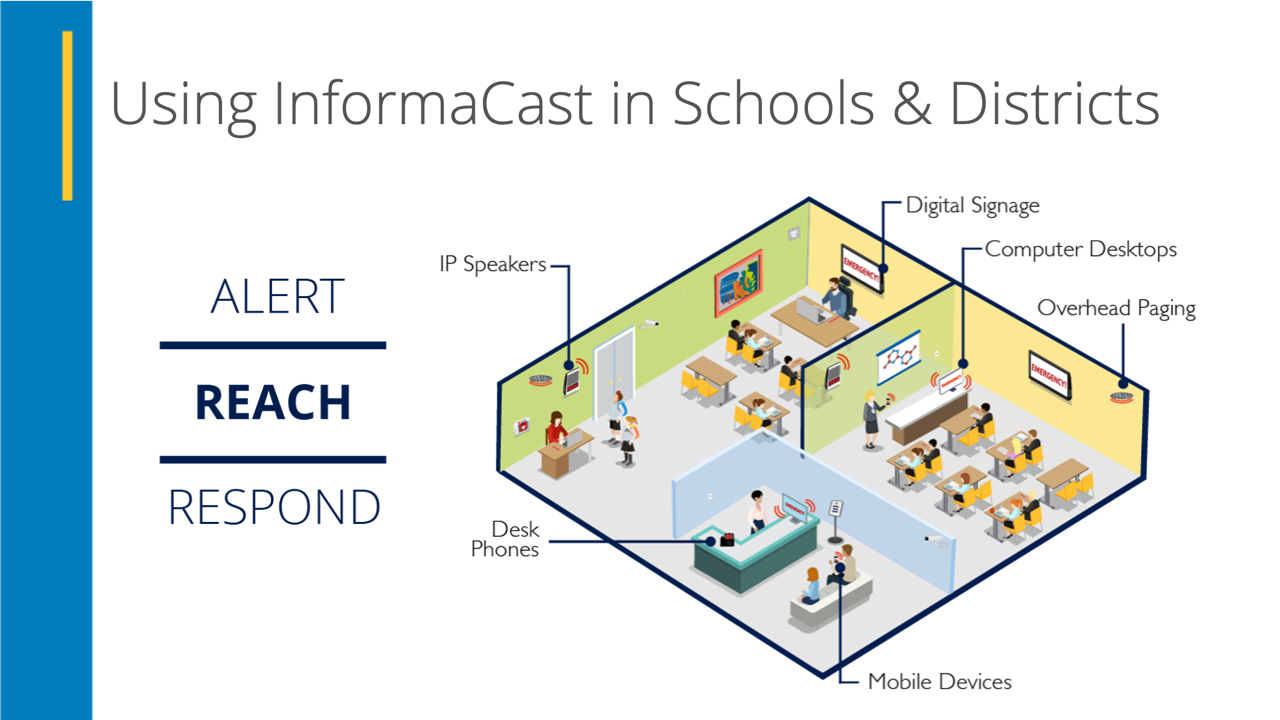 Using InformaCast in Schools & Districts
ALERT
REACH
RESPOND
Digital Signage
Computer Desktops
IP Speakers
Overhead Paging
EMERGENCY!
EMERGENCY!
Desk
Phones
Mobile Devices